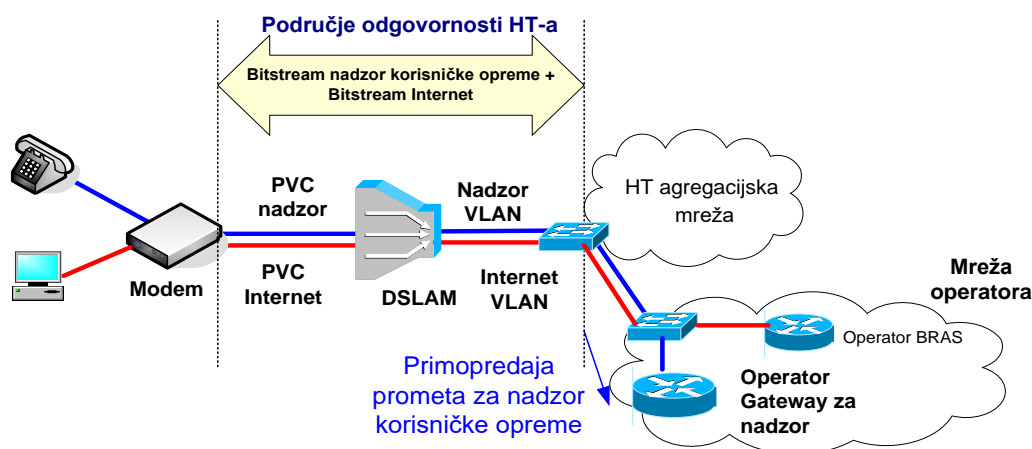 Područje odgovornosti HT-a
Bitstream nadzor korisničke opreme +
Bitstream Internet
HT agregacijska
mreža
PVC
nadzor
Nadzor
VLAN
PVC
Internet
Internet
VLAN
Modem
DSLAM
Mreža
operatora
Operator BRAS
Primopredaja
prometa za nadzor
korisničke opreme
Operator
Gateway za
nadzor